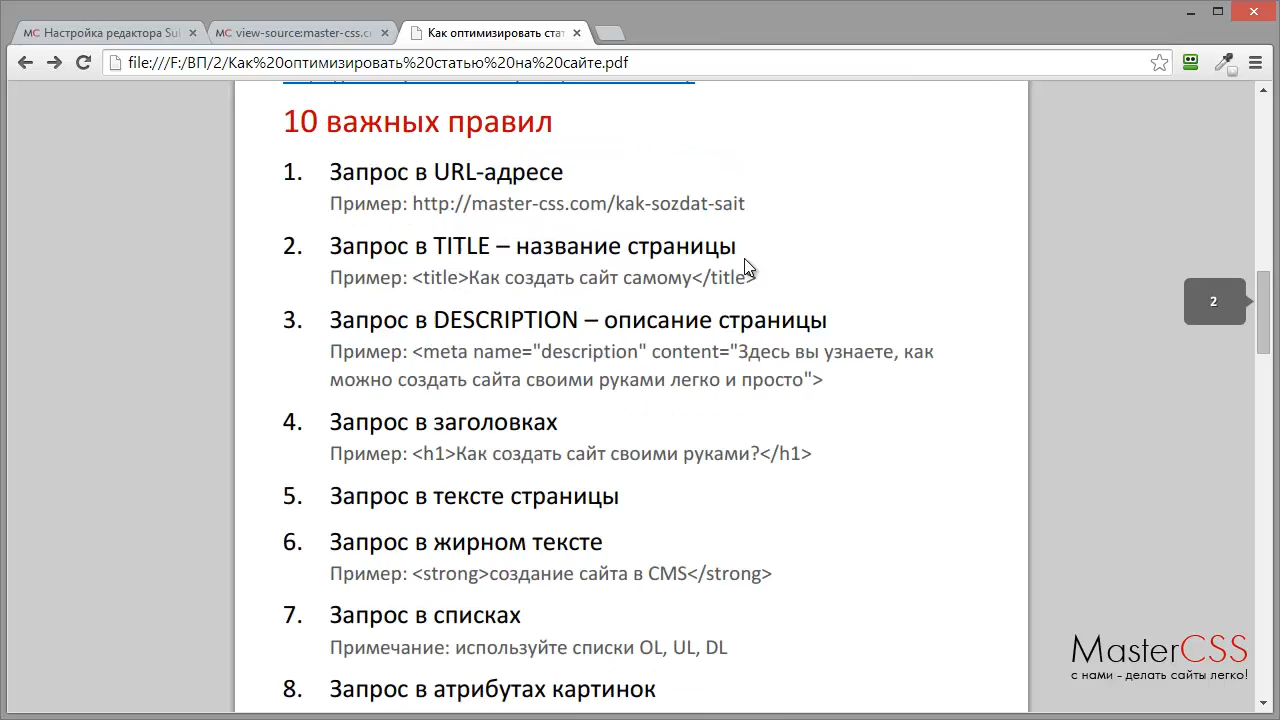 Настройка редактора Sul
view-source:master-css.c
Как оптимизировать стат
file:///F:/ВП/2/Как%20оптимизировать%20статью%20на%20сайте.pdf
10 важных правил
1. Запрос в URL-адресе
Пример: http://master-css.com/kak-sozdat-sait
2. Запрос в TITLE – название страницы
Пример: <title>Как создать сайт самому</title>
3. Запрос в DESCRIPTION – описание страницы
Пример: <meta name="description" content="Здесь вы узнаете, как
можно создать сайта своими руками легко и просто">
4. Запрос в заголовках
Пример: <h1>Как создать сайт своими руками?</h1>
5. Запрос в тексте страницы
6. Запрос в жирном тексте
Пример: <strong>создание сайта в CMS</strong>
7. Запрос в списках
Примечание: используйте списки OL, UL, DL
8. Запрос в атрибутах картинок
2
MasterCSS
с нами - делать сайты легко!